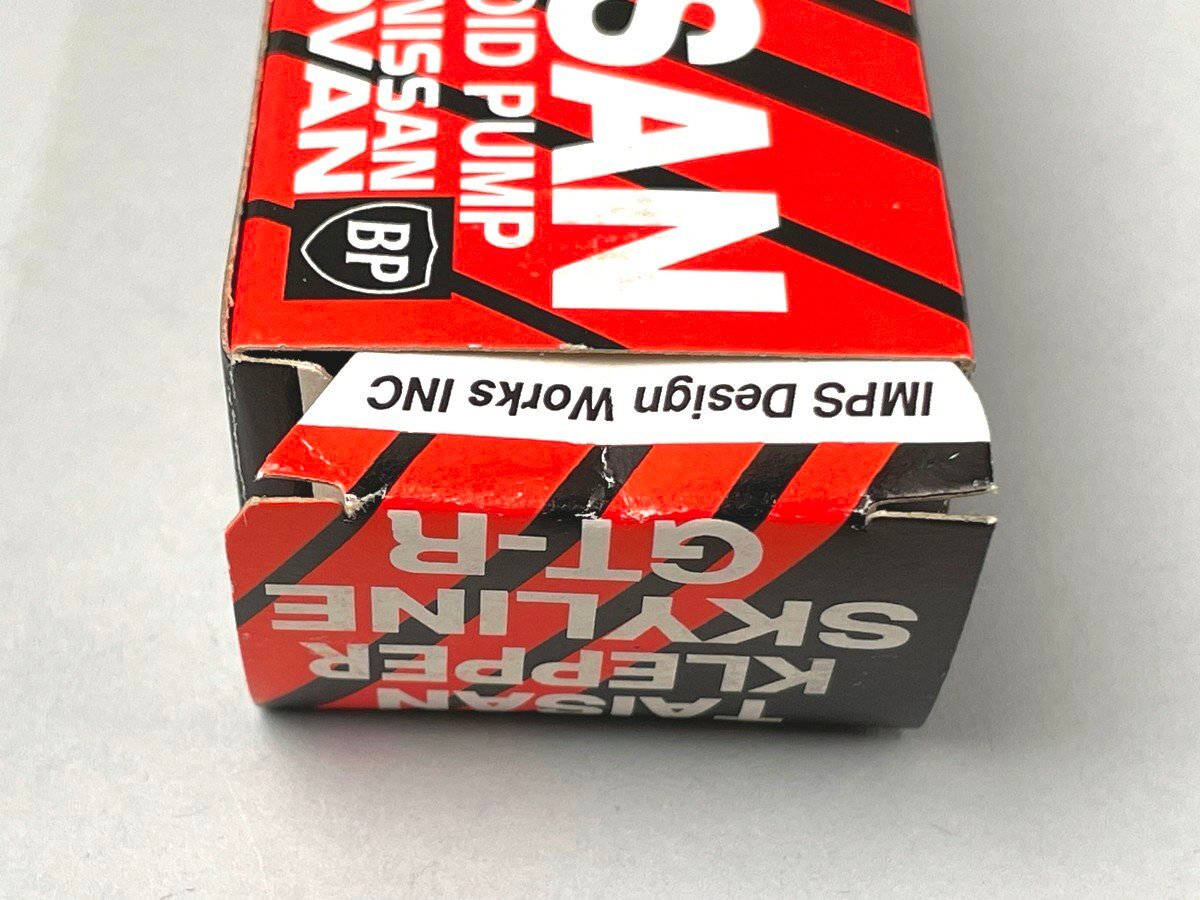 SAN
OID PUMP
NISSAN
OVAN
BP
IMPS Design Works INC
TAISAN
KLEPPER
SKYLINE
GT-R